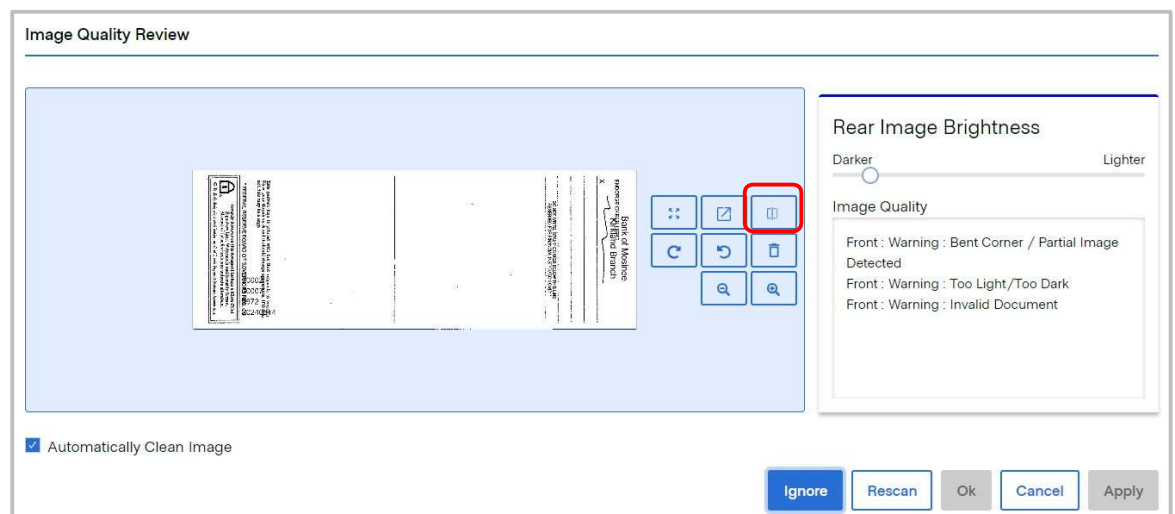 Image Quality Review
Bank of Mosinee
Kirkland Branch
Rear Image Brightness
Darker
Lighter
Image Quality
Front : Warning : Bent Corner / Partial Image
Detected
Front : Warning : Too Light/Too Dark
Front : Warning : Invalid Document
Automatically Clean Image
Ignore
Rescan
Ok
Cancel
Apply